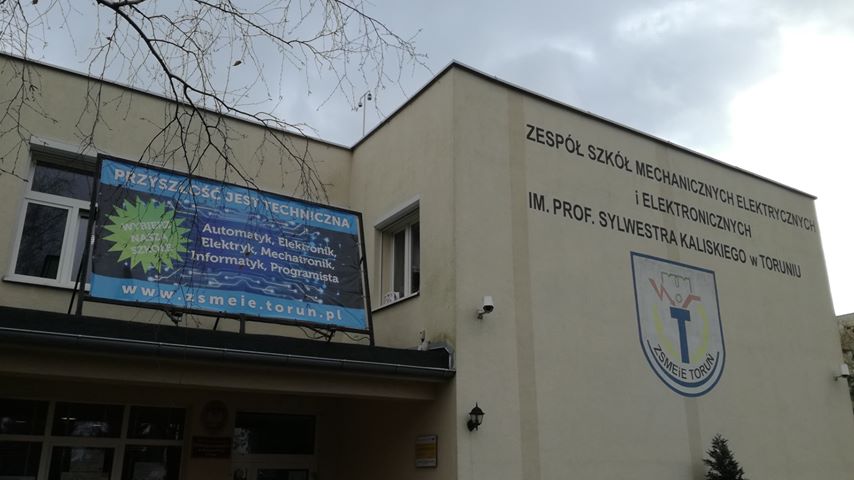 PRZYSZŁOŚĆ JEST TECHNICZNA
WYBIERZ
NASZĄ
SZKOŁĘ
Automatyk, Elektronik,
Elektryk, Mechatronik,
Informatyk, Programista
www.zsmeie.torun.pl
ZESPÓŁ SZKÓŁ MECHANICZNYCH ELEKTRYCZNYCH
i ELEKTRONICZNYCH
IM. PROF. SYLWESTRA KALISKIEGO w TORUNIU
T
ZSMEiE TORUŃ